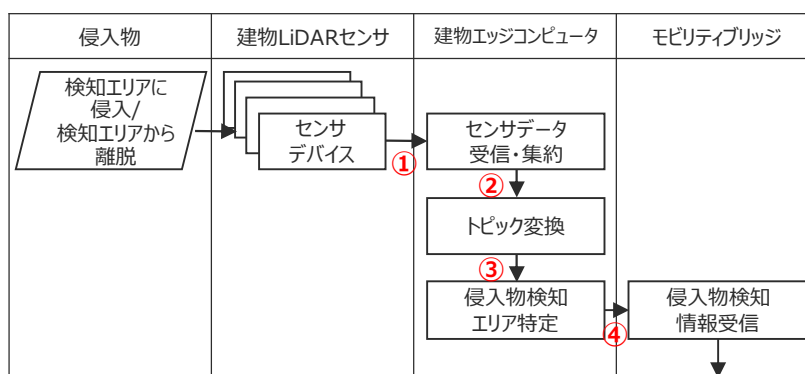 侵入物
建物LiDARセンサ
建物エッジコンピュータ
モビリティブリッジ
検知エリアに
侵入/
検知エリアから
離脱
センサ
デバイス
①
センサデータ
受信・集約
②
トピック変換
③
侵入物検知
エリア特定
④
侵入物検知
情報受信